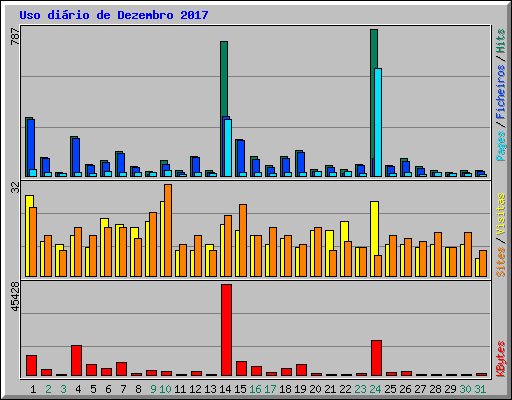 Uso diário de Dezembro 2017
787
32
45428
Pages / Ficheiros / Hits
Sites / Visitas
KBytes
1 2 3 4 5 6 7 8 9 10 11 12 13 14 15 16 17 18 19 20 21 22 23 24 25 26 27 28 29 30 31